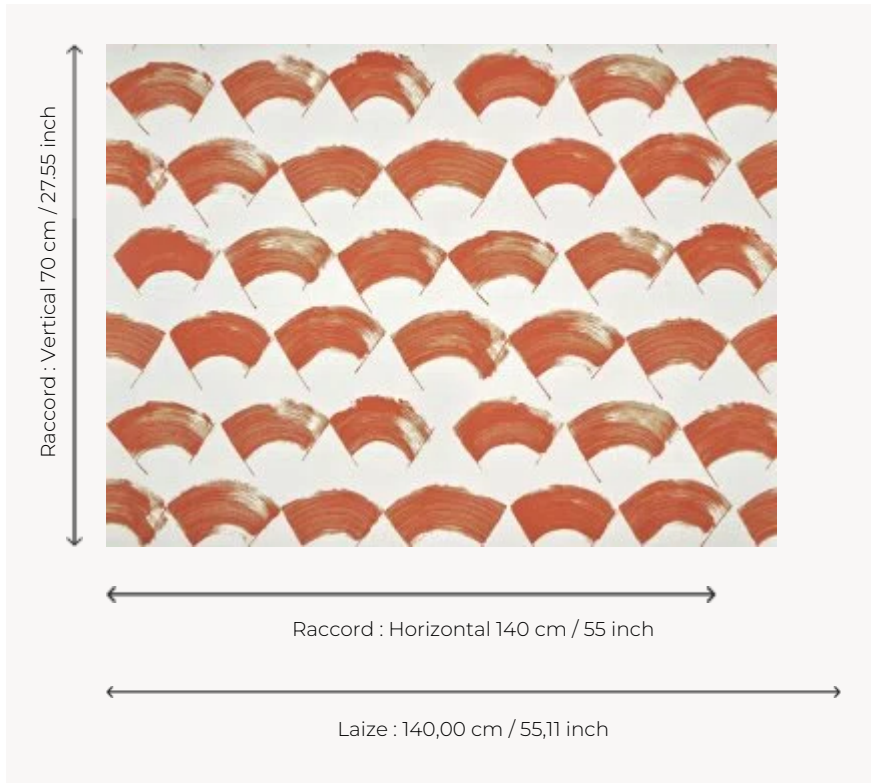 Raccord : Vertical 70 cm / 27.55 inch
Raccord : Horizontal 140 cm / 55 inch
Laize : 140,00 cm / 55,11 inch